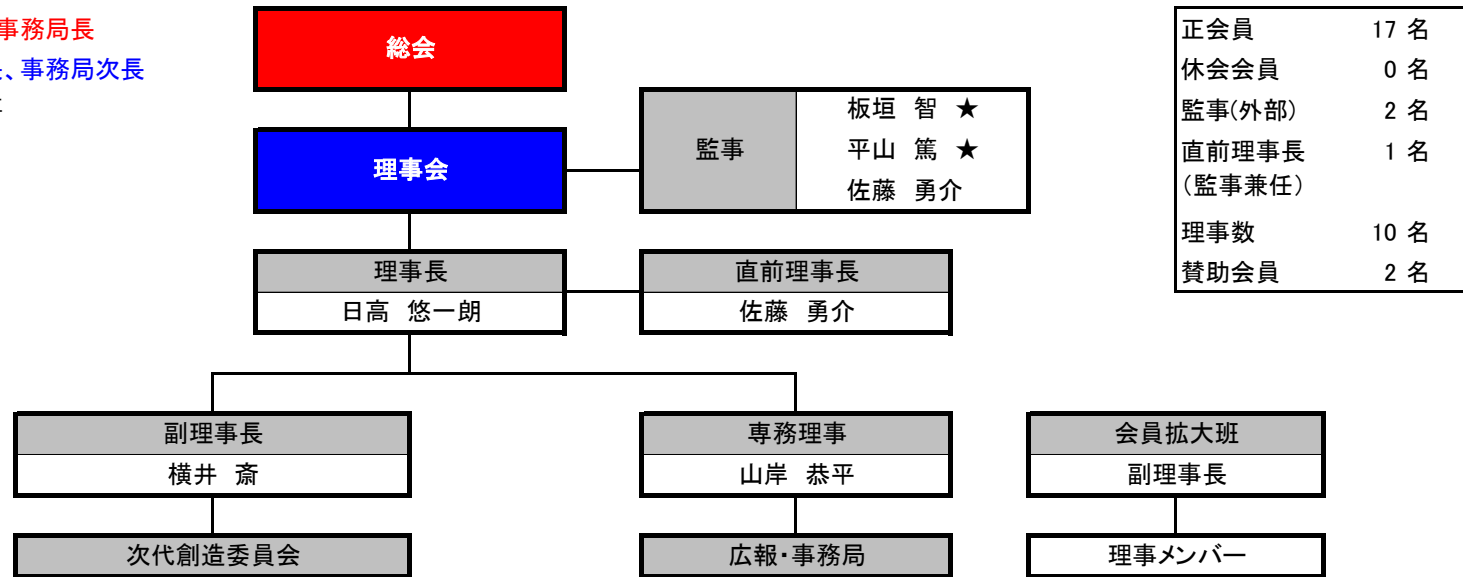 事務局長
、事務局次長
総会
正会員 17 名
休会会員 0 名
監事(外部) 2 名
直前理事長 1 名
(監事兼任)
理事数 10 名
賛助会員 2 名
理事会
監事
板垣 智 ★
平山 篤 ★
佐藤 勇介
理事長
日高 悠一朗
直前理事長
佐藤 勇介
副理事長
横井 斎
専務理事
山岸 恭平
会員拡大班
副理事長
次代創造委員会
広報・事務局
理事メンバー